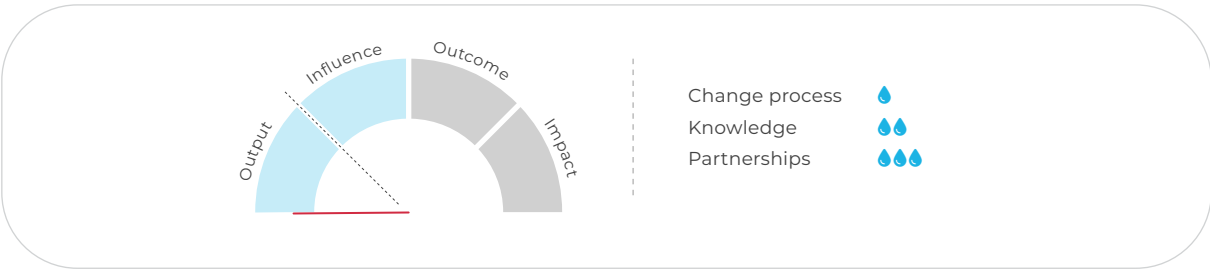 Output
Influence
Outcome
Impact
Change process
Knowledge
Partnerships